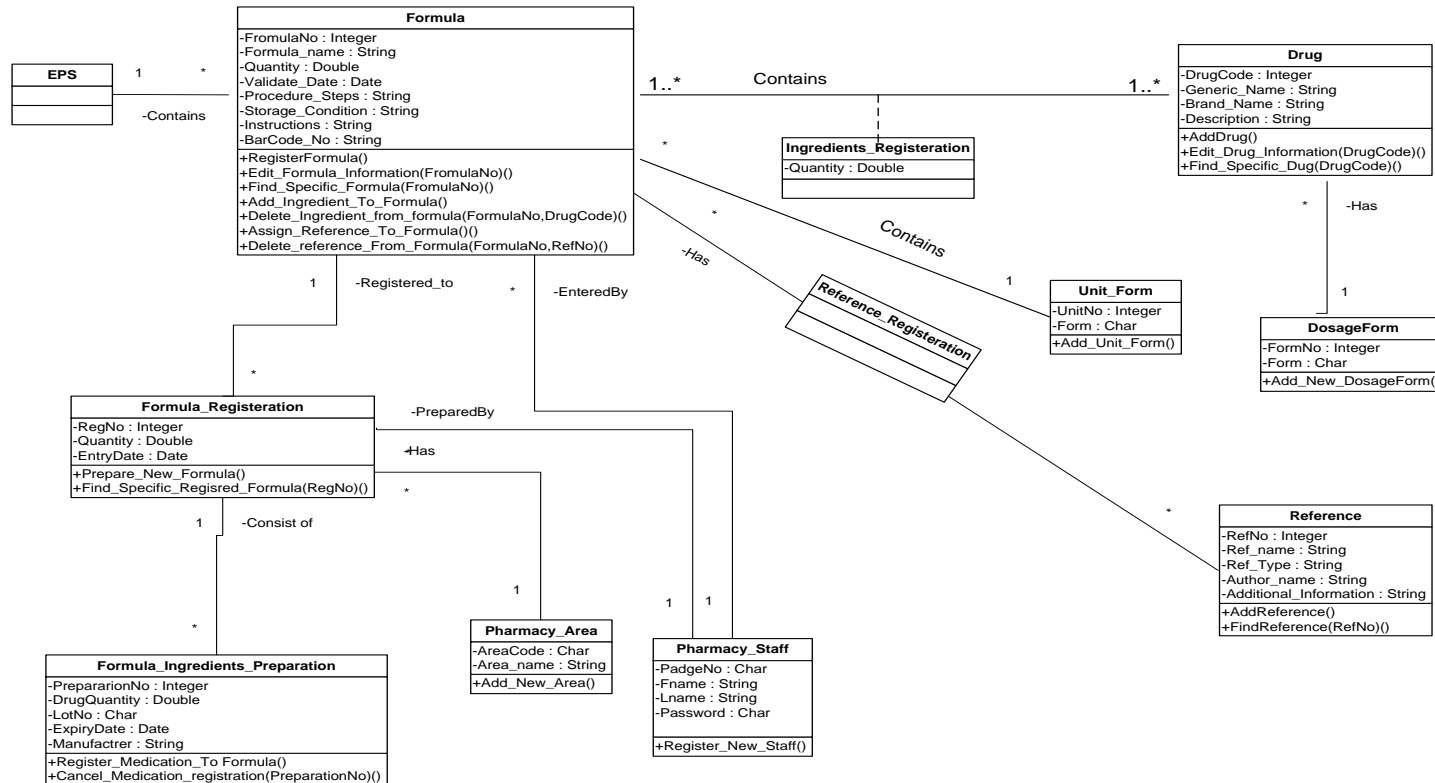 Formula
-FromulaNo : Integer
-Formula_name : String
-Quantity : Double
-Validate_Date : Date
-Procedure_Steps : String
-Storage_Condition : String
-Instructions : String
-BarCode_No : String
+RegisterFormula()
+Edit_Formula_Information(FromulaNo)()
+Find_Specific_Formula(FromulaNo)()
+Add_Ingredient_To_Formula()
+Delete_Ingredient_from_formula(FormulaNo,DrugCode)()
+Assign_Reference_To_Formula()()
+Delete_reference_From_Formula(FormulaNo,RefNo)()
EPS
1
*
-Contains
1..*
Contains
1..*
Drug
-DrugCode : Integer
-Generic_Name : String
-Brand_Name : String
-Description : String
+AddDrug()
+Edit_Drug_Information(DrugCode)()
+Find_Specific_Dug(DrugCode)()
Ingredients_Registeration
-Quantity : Double
*
-Has
1
DosageForm
-FormNo : Integer
-Form : Char
+Add_New_DosageForm(
*
Contains
1
Unit_Form
-UnitNo : Integer
-Form : Char
+Add_Unit_Form()
*
-Has
Reference_Registeration
*
Reference
-RefNo : Integer
-Ref_name : String
-Ref_Type : String
-Author_name : String
-Additional_Information : String
+AddReference()
+FindReference(RefNo)()
1
-Registered_to
*
*
-EnteredBy
1
Formula_Registeration
-RegNo : Integer
-Quantity : Double
-EntryDate : Date
+Prepare_New_Formula()
+Find_Specific_Regisred_Formula(RegNo)()
-PreparedBy
*
1
-Has
*
1
1
-Consist of
*
Pharmacy_Area
-AreaCode : Char
-Area_name : String
+Add_New_Area()
Pharmacy_Staff
-PadgeNo : Char
-Fname : String
-Lname : String
-Password : Char
+Register_New_Staff()
Formula_Ingredients_Preparation
-PrepararionNo : Integer
-DrugQuantity : Double
-LotNo : Char
-ExpiryDate : Date
-Manufactrer : String
+Register_Medication_To Formula()
+Cancel_Medication_registration(PreparationNo)()